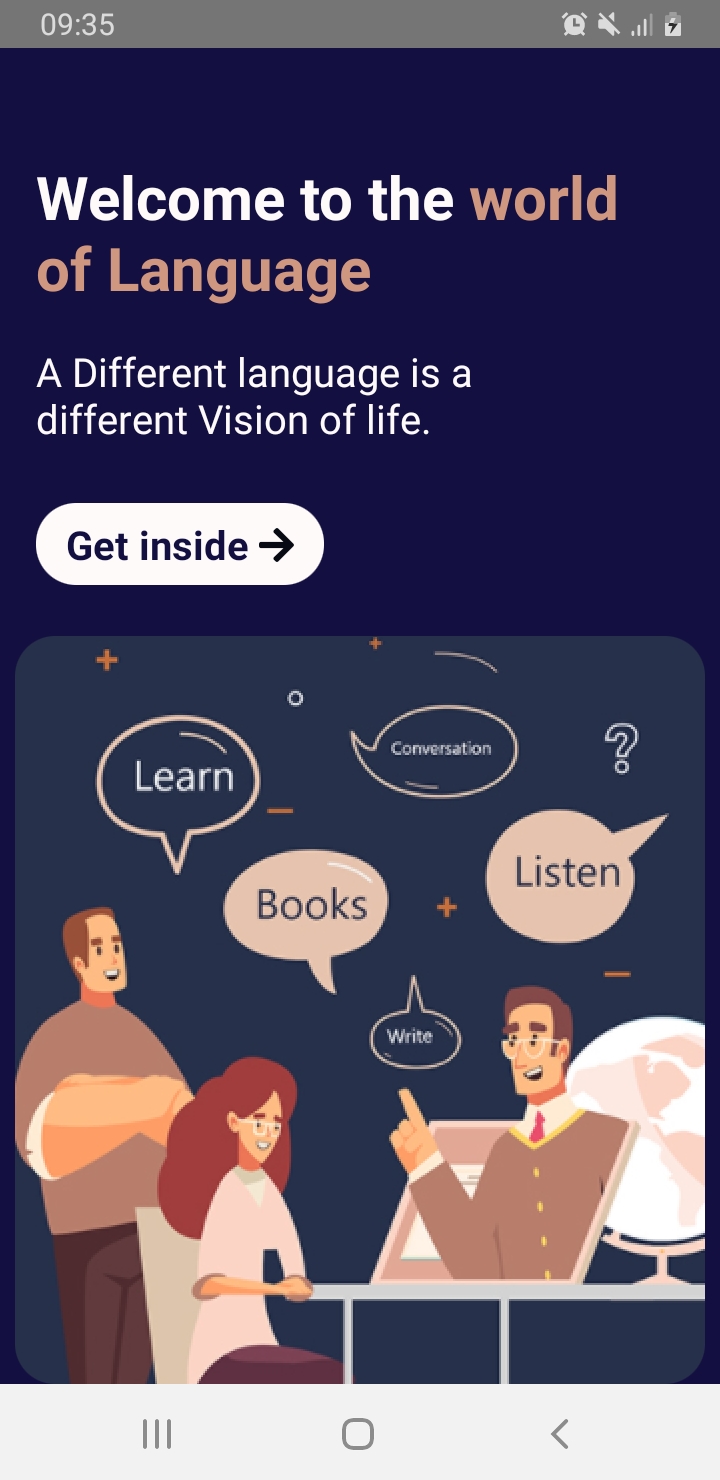 09:35
Welcome to the world
of Language
A Different language is a
different Vision of life.
Get inside
Conversation
Learn
Listen
Books
Write